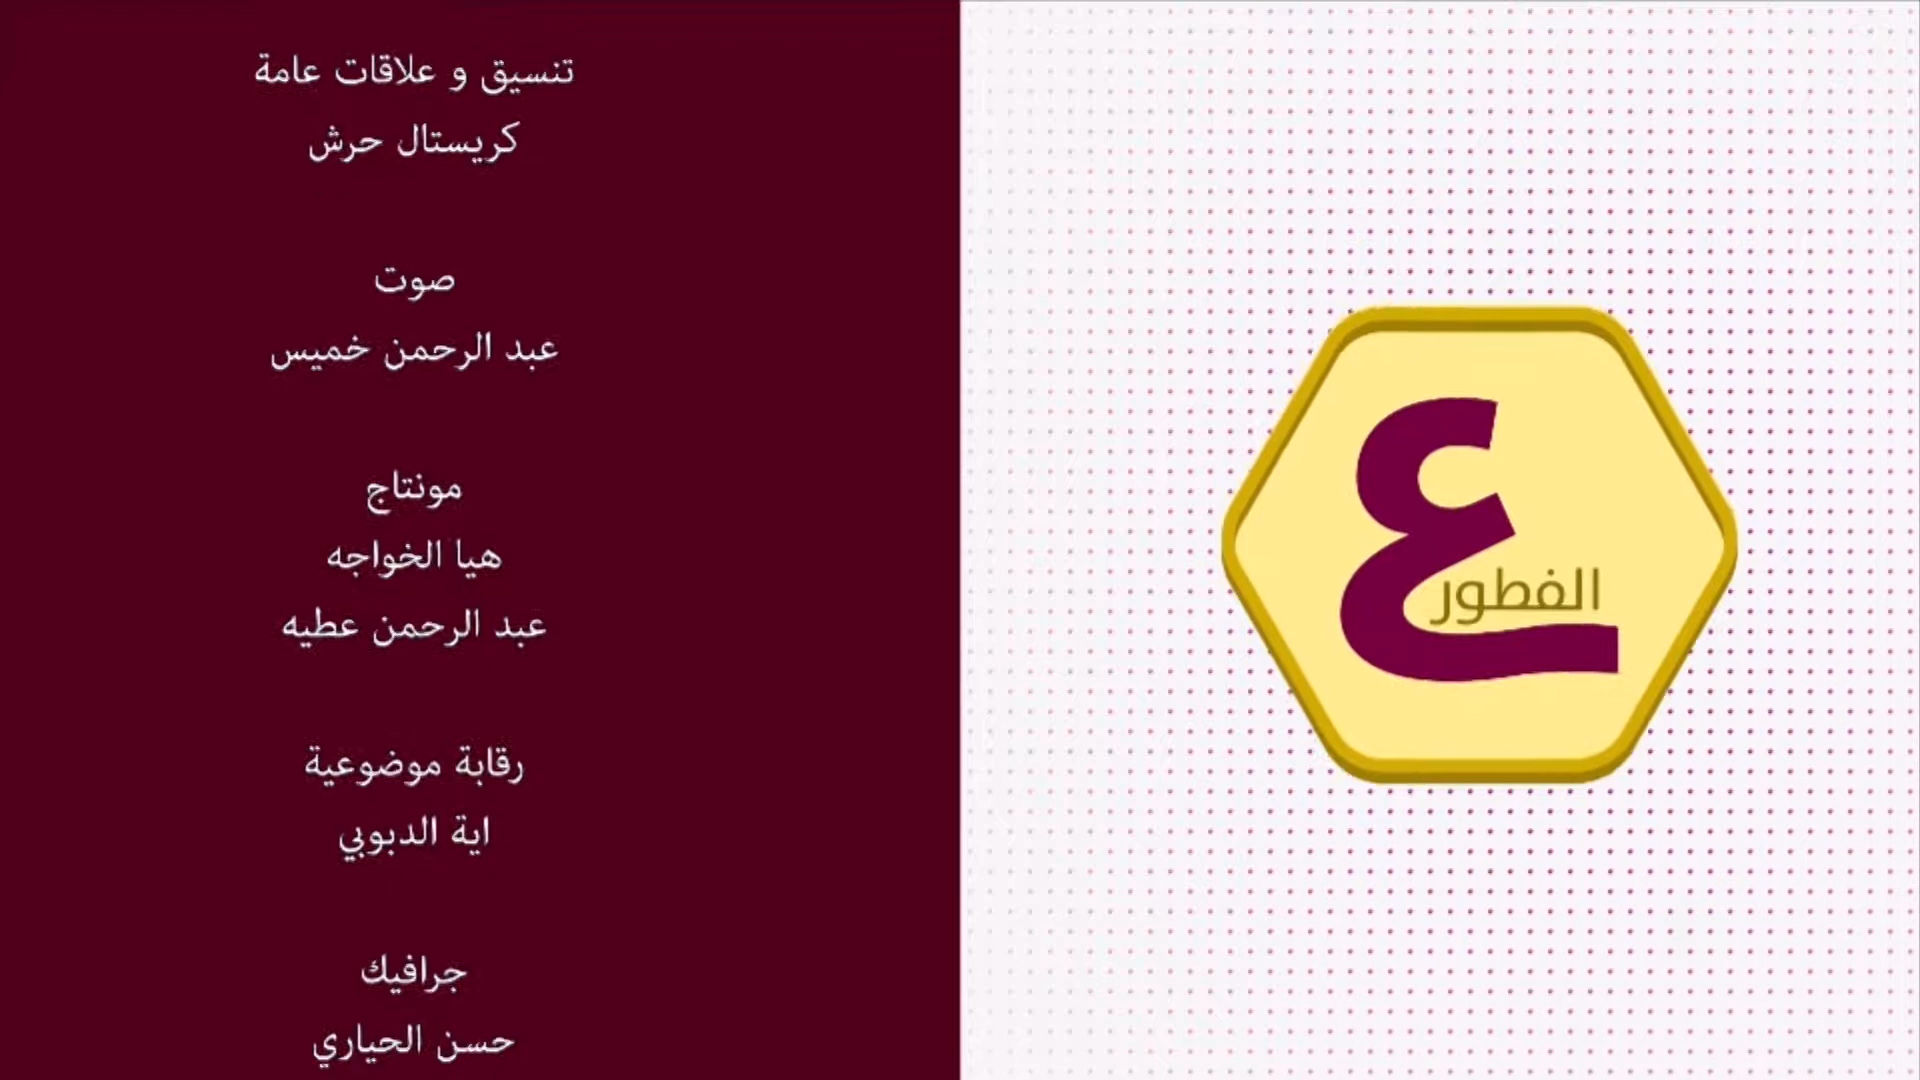 تنسيق و علاقات عامة
كريستال حرش
صوت
عبد الرحمن خميس
مونتاج
هيا الخواجه
عبد الرحمن عطيه
رقابة موضوعية
اية الدبوبي
جرافيك
حسن الحياري
ع
الفطور